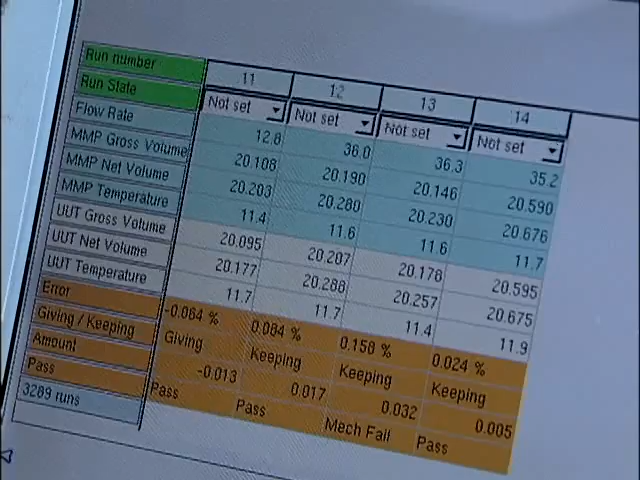 Run number 11 12 13 14
Run State Not set Not set Not set Not set
Flow Rate 12.8 36.0 36.3 35.2
MMP Gross Volume 20.108 20.190 20.146 20.590
MMP Net Volume 20.203 20.280 20.230 20.676
MMP Temperature 11.4 11.6 11.6 11.7
UUT Gross Volume 20.095 20.207 20.178 20.595
UUT Net Volume 20.177 20.288 20.257 20.675
UUT Temperature 11.7 11.7 11.4 11.9
Error -0.064 % 0.084 % 0.158 % 0.024 %
Giving / Keeping Giving Keeping Keeping Keeping
Amount -0.013 0.017 0.032 0.005
Pass Pass Pass Mech Fail Pass
3289 runs